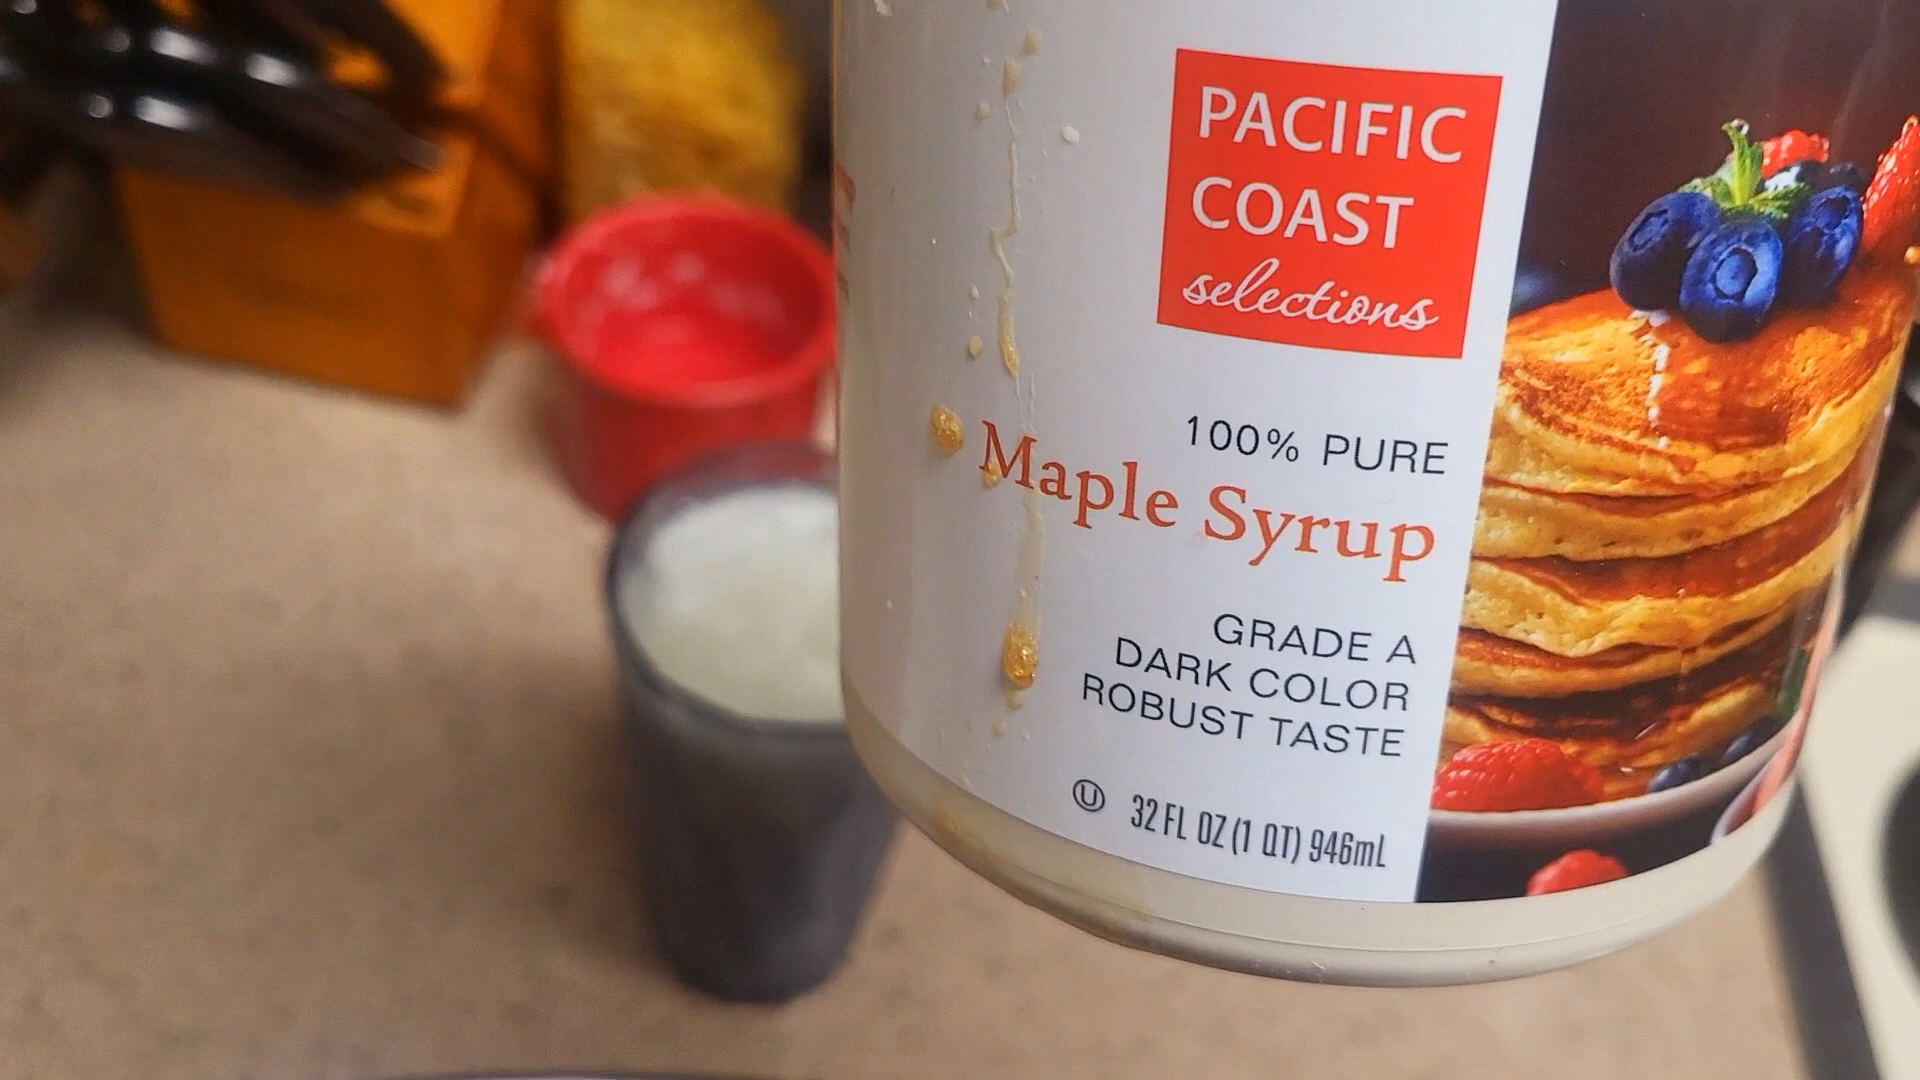 PACIFIC
COAST
selections
100% PURE
Maple Syrup
GRADE A
DARK COLOR
ROBUST TASTE
U 32 FL OZ (1 QT) 946mL